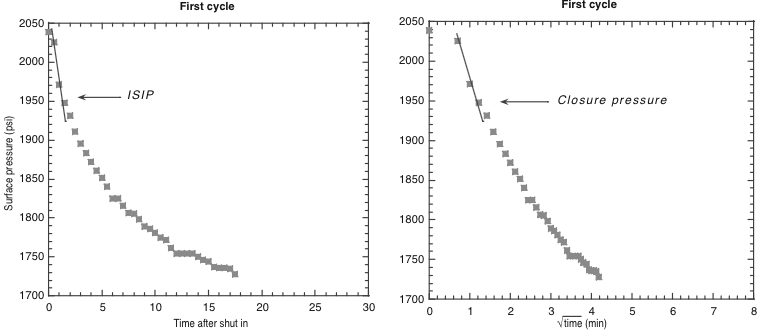 First cycle
2050
2000
1950
1900
1850
1800
1750
1700
Surface pressure (psi)
ISIP
0 5 10 15 20 25 30
Time after shut in
First cycle
2050
2000
1950
1900
1850
1800
1750
1700
Closure pressure
0 1 2 3 4 5 6 7 8
√time (min)